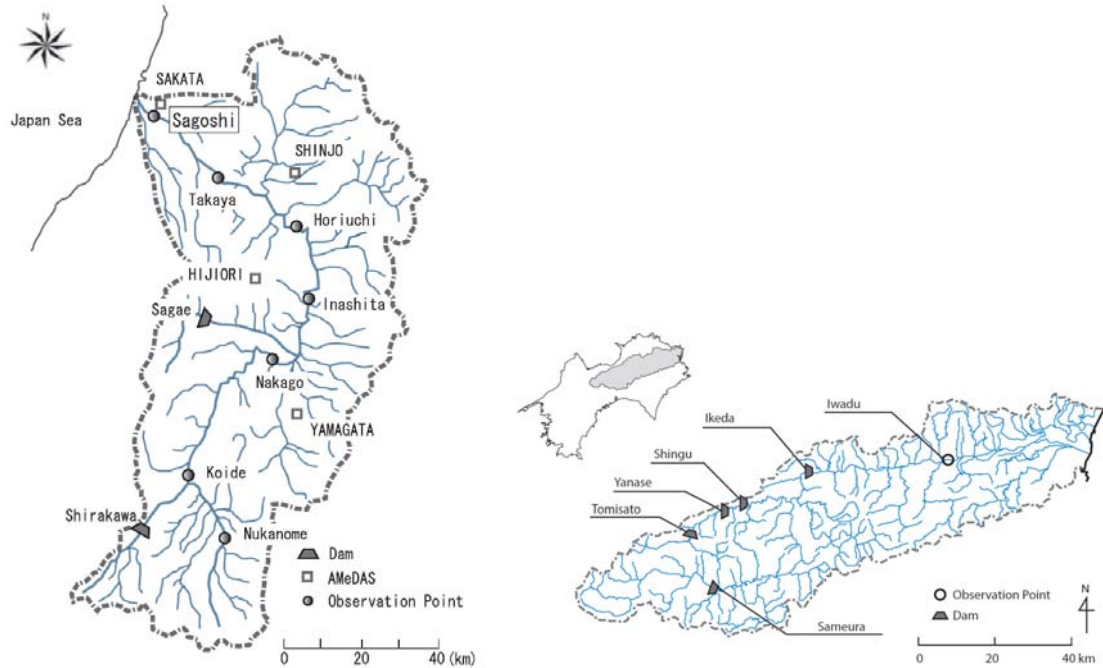 N
SAKATA
Japan Sea
Sagoshi
SHINJO
Takaya
Horiuchi
HIJIORI
Inashita
Sagae
Nakago
YAMAGATA
Koide
Shirakawa
Nukanome
Dam
AMeDAS
Observation Point
0 20 40 (km)
Iwadu
Ikeda
Shingu
Yanase
Tomisato
Sameura
Observation Point
Dam
N
0 20 40 km